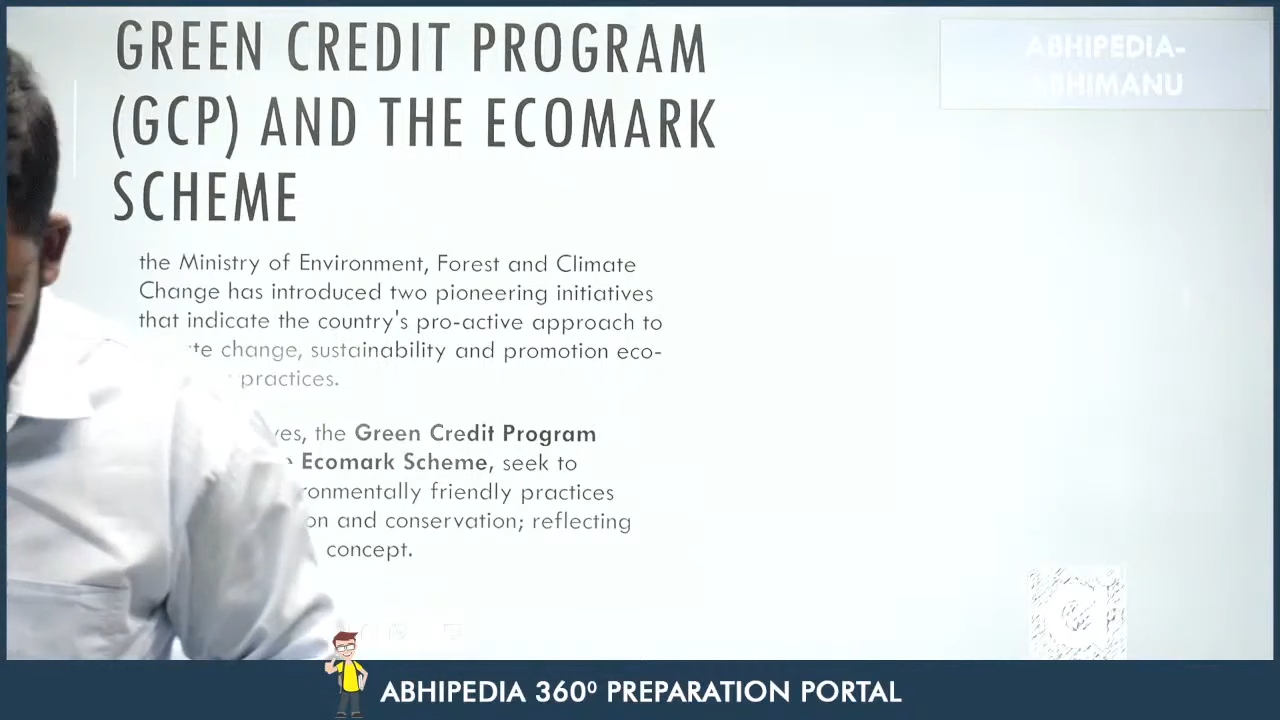 GREEN CREDIT PROGRAM
(GCP) AND THE ECOMARK
SCHEME
ABHIPEDIA-
ABHIMANU
the Ministry of Environment, Forest and Climate
Change has introduced two pioneering initiatives
that indicate the country's pro-active approach to
change, sustainability and promotion eco-
practices.
the Green Credit Program
Ecomark Scheme, seek to
friendly practices
and conservation; reflecting
concept.
ABHIPEDIA 360⁰ PREPARATION PORTAL